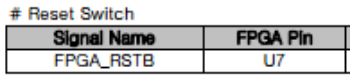 # Reset Switch
Signal Name FPGA Pin
FPGA_RSTB U7